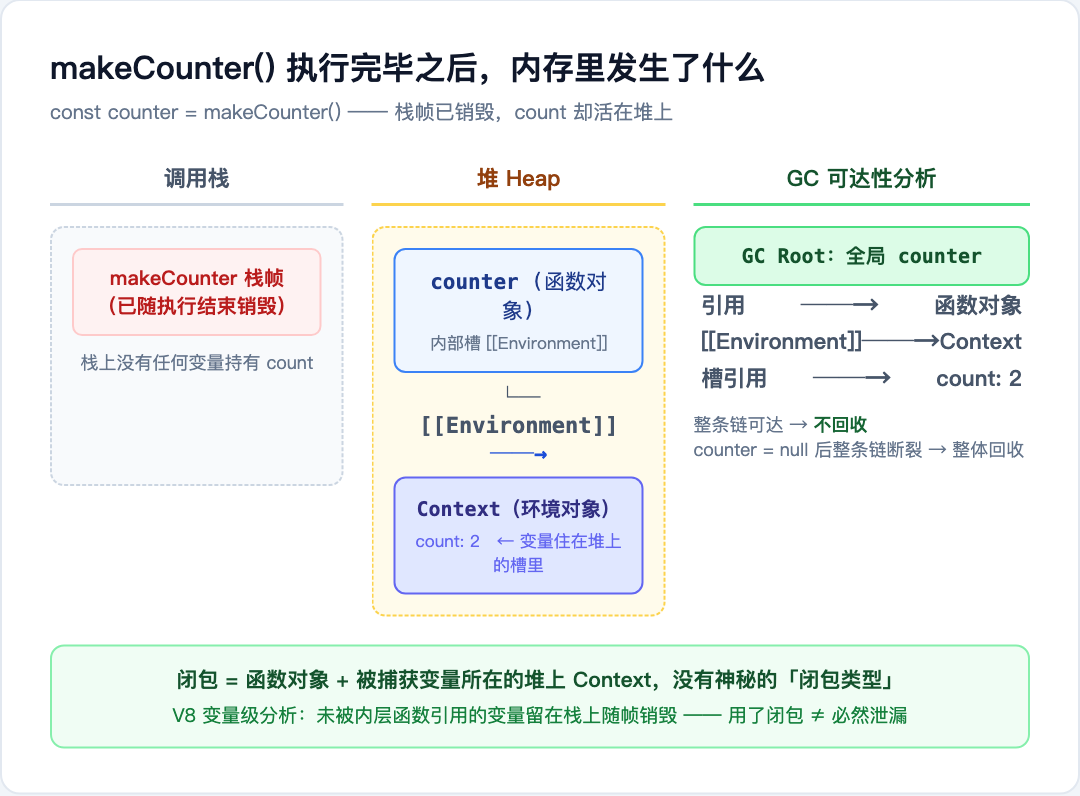 makeCounter() 执行完毕之后，内存里发生了什么
const counter = makeCounter() —— 栈帧已销毁，count 却活在堆上
调用栈
makeCounter 栈帧
（已随执行结束销毁）
栈上没有任何变量持有 count
堆 Heap
counter（函数对
象）
内部槽 [[Environment]]
└─
[[Environment]]
──→
Context（环境对象）
count: 2 ← 变量住在堆上
的槽里
GC 可达性分析
GC Root：全局 counter
引用 ──→ 函数对象
[[Environment]]──→Context
槽引用 ──→ count: 2
整条链可达 → 不回收
counter = null 后整条链断裂 → 整体回收
闭包 = 函数对象 + 被捕获变量所在的堆上 Context，没有神秘的「闭包类型」
V8 变量级分析：未被内层函数引用的变量留在栈上随帧销毁 —— 用了闭包 ≠ 必然泄漏